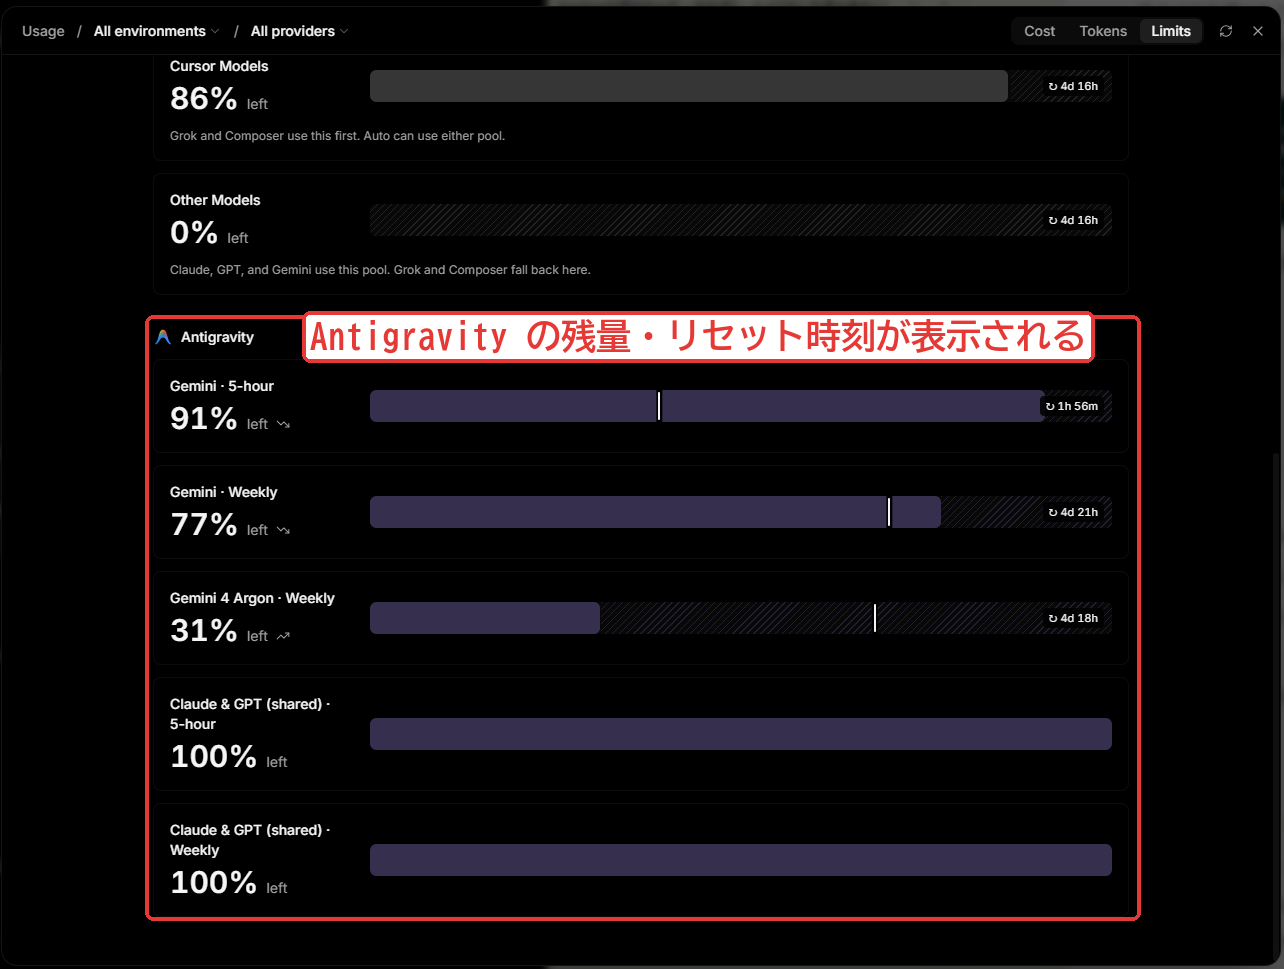 Usage / All environments / All providers
Cost Tokens Limits
Cursor Models
86% left
4d 16h
Grok and Composer use this first. Auto can use either pool.
Other Models
0% left
4d 16h
Claude, GPT, and Gemini use this pool. Grok and Composer fall back here.
Antigravity
Antigravity の残量・リセット時刻が表示される
Gemini · 5-hour
91% left
1h 56m
Gemini · Weekly
77% left
4d 21h
Gemini 4 Argon · Weekly
31% left
4d 18h
Claude & GPT (shared) ·
5-hour
100% left
Claude & GPT (shared) ·
Weekly
100% left